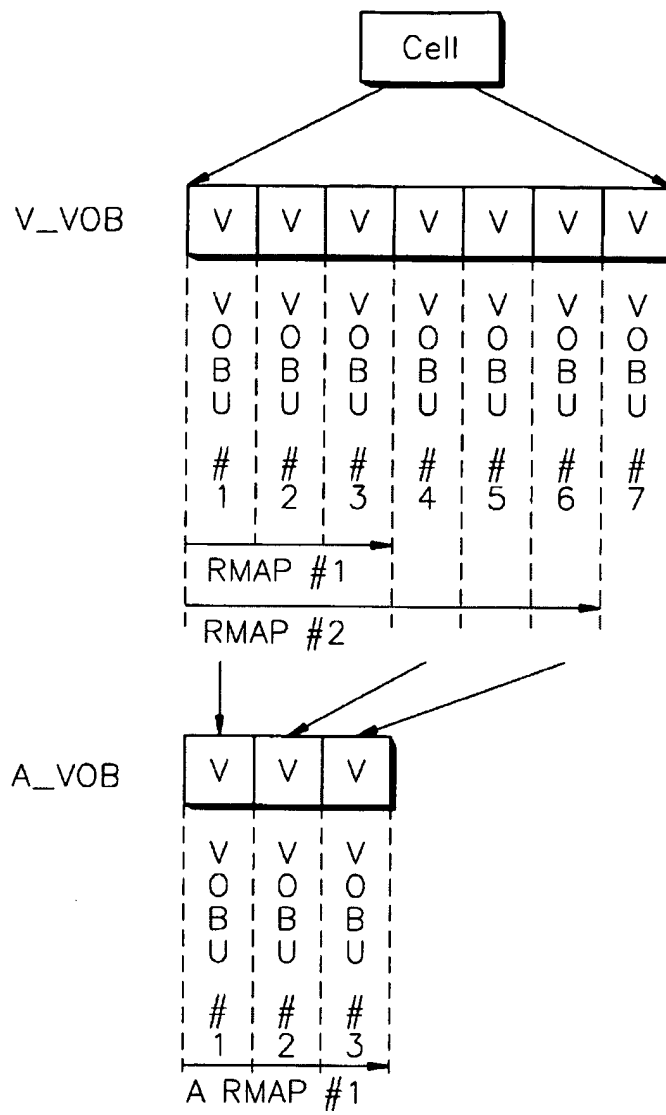 Cell
V_VOB V V V V V V V
VOBU #1 VOBU #2 VOBU #3 VOBU #4 VOBU #5 VOBU #6 VOBU #7
RMAP #1
RMAP #2
A_VOB V V V
VOBU #1 VOBU #2 VOBU #3
A RMAP #1